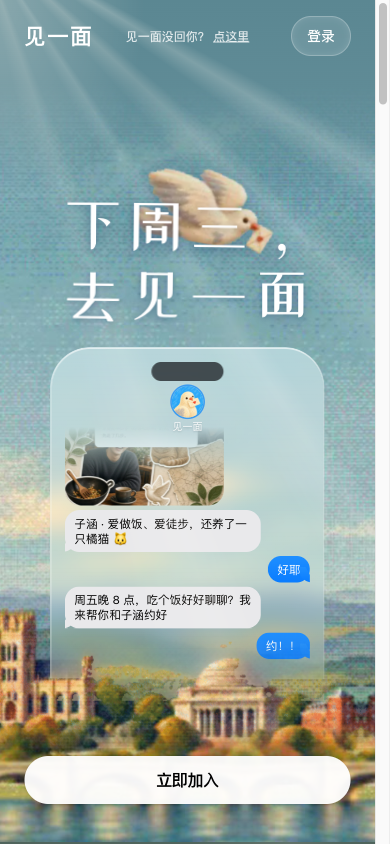 见一面
见一面没回你？ 点这里
登录
下周三，
去见一面
见一面
子涵 · 爱做饭、爱徒步，还养了一
只橘猫 🐱
好耶
周五晚 8 点，吃个饭好好聊聊？我
来帮你和子涵约好
约！！
立即加入